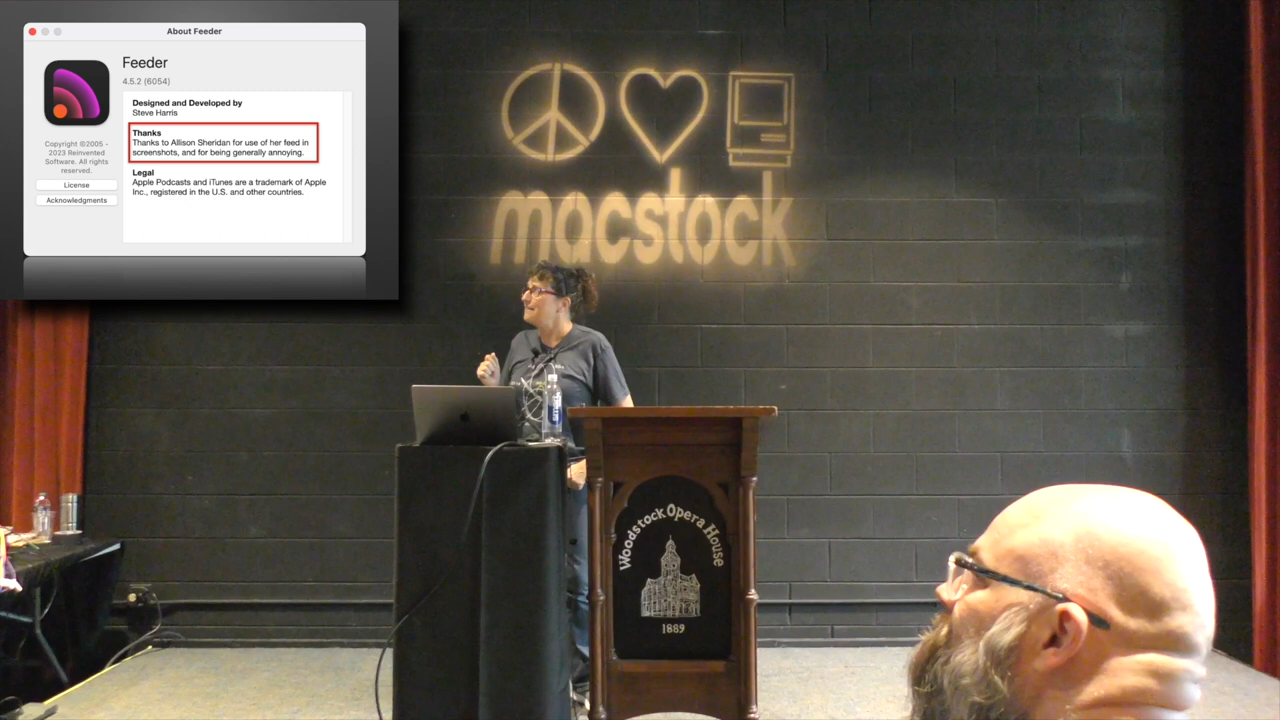 About Feeder
Feeder
4.5.2 (6054)
Copyright ©2005 -
2023 Reinvented
Software. All rights
reserved.
License
Acknowledgments
Designed and Developed by
Steve Harris
Thanks
Thanks to Allison Sheridan for use of her feed in
screenshots, and for being generally annoying.
Legal
Apple Podcasts and iTunes are a trademark of Apple
Inc., registered in the U.S. and other countries.
macstock
smart
Woodstock Opera House
1889